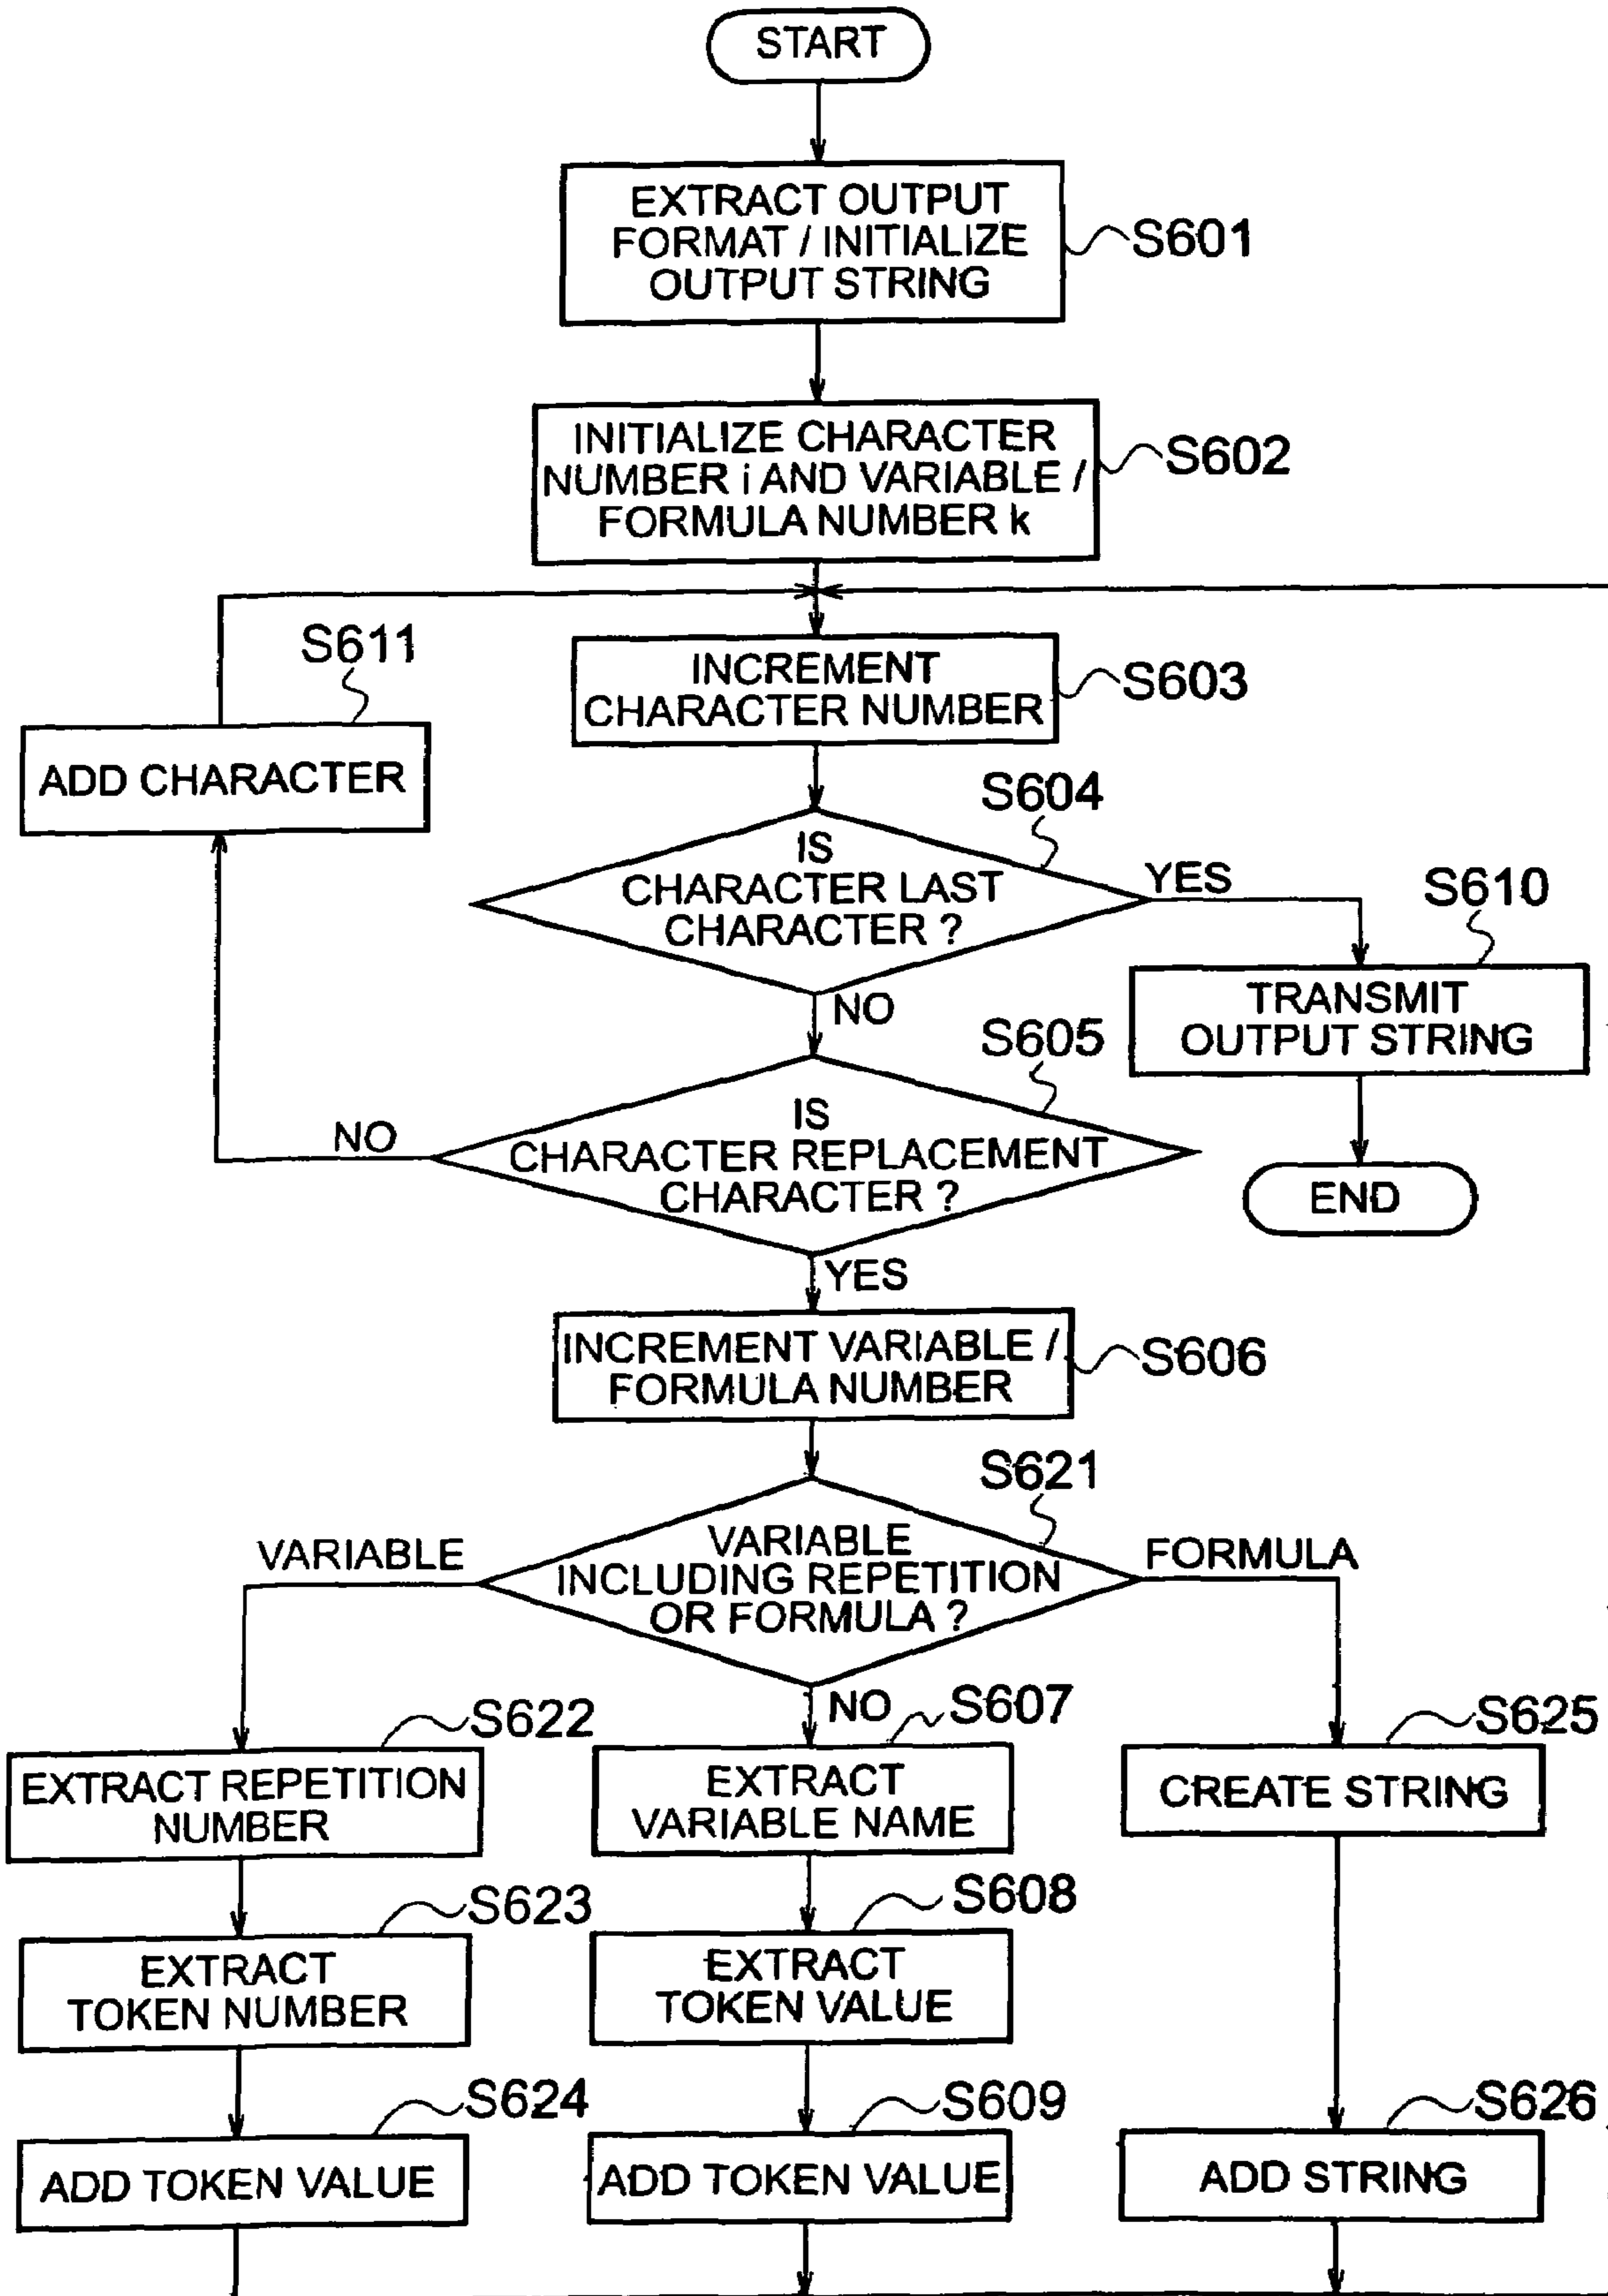 START
EXTRACT OUTPUT
FORMAT / INITIALIZE
OUTPUT STRING
S601
INITIALIZE CHARACTER
NUMBER i AND VARIABLE /
FORMULA NUMBER k
S602
S611
ADD CHARACTER
INCREMENT
CHARACTER NUMBER
S603
S604
IS
CHARACTER LAST
CHARACTER ?
YES
S610
NO
TRANSMIT
OUTPUT STRING
S605
IS
CHARACTER REPLACEMENT
CHARACTER ?
NO
END
YES
INCREMENT VARIABLE /
FORMULA NUMBER
S606
S621
VARIABLE
VARIABLE
INCLUDING REPETITION
OR FORMULA ?
FORMULA
S622
NO
S607
S625
EXTRACT REPETITION
NUMBER
EXTRACT
VARIABLE NAME
CREATE STRING
S623
S608
EXTRACT
TOKEN NUMBER
EXTRACT
TOKEN VALUE
S624
S609
S626
ADD TOKEN VALUE
ADD TOKEN VALUE
ADD STRING